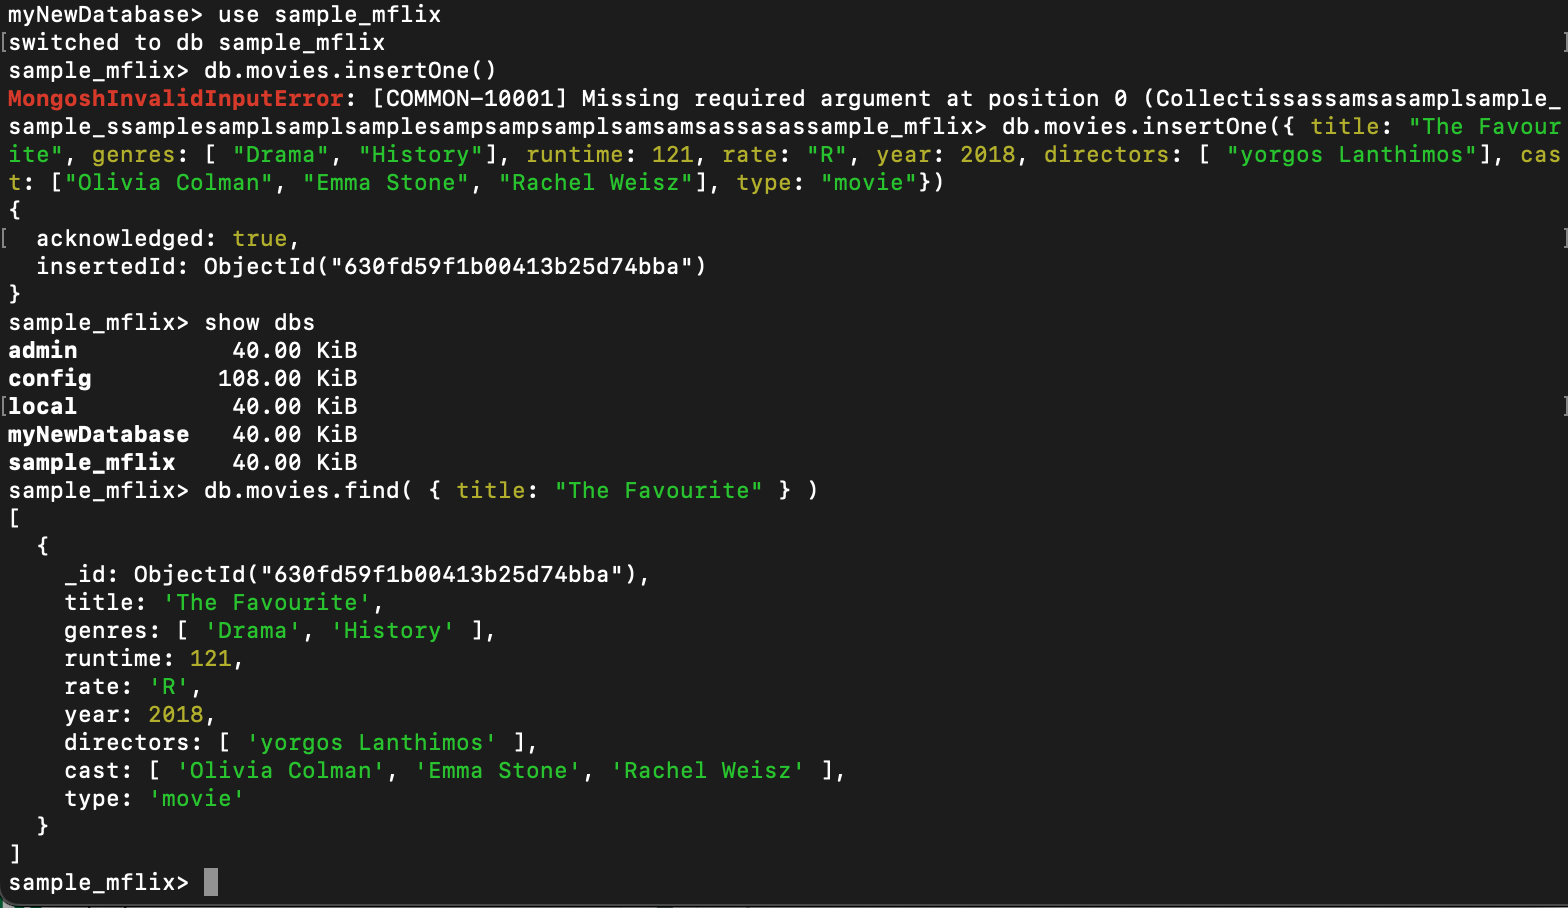 myNewDatabase> use sample_mflix
[switched to db sample_mflix ]
sample_mflix> db.movies.insertOne()
MongoshInvalidInputError: [COMMON-10001] Missing required argument at position 0 (Collectissassamsasamplsample_
sample_ssamplesamplsamplsamplesampsampsamplsamsamsassasassample_mflix> db.movies.insertOne({ title: "The Favour
ite", genres: [ "Drama", "History"], runtime: 121, rate: "R", year: 2018, directors: [ "yorgos Lanthimos"], cas
t: ["Olivia Colman", "Emma Stone", "Rachel Weisz"], type: "movie"})
{
[ acknowledged: true, ]
insertedId: ObjectId("630fd59f1b00413b25d74bba")
}
sample_mflix> show dbs
admin 40.00 KiB
config 108.00 KiB
[local 40.00 KiB ]
myNewDatabase 40.00 KiB
sample_mflix 40.00 KiB
sample_mflix> db.movies.find( { title: "The Favourite" } )
[
{
_id: ObjectId("630fd59f1b00413b25d74bba"),
title: 'The Favourite',
genres: [ 'Drama', 'History' ],
runtime: 121,
rate: 'R',
year: 2018,
directors: [ 'yorgos Lanthimos' ],
cast: [ 'Olivia Colman', 'Emma Stone', 'Rachel Weisz' ],
type: 'movie'
}
]
sample_mflix>